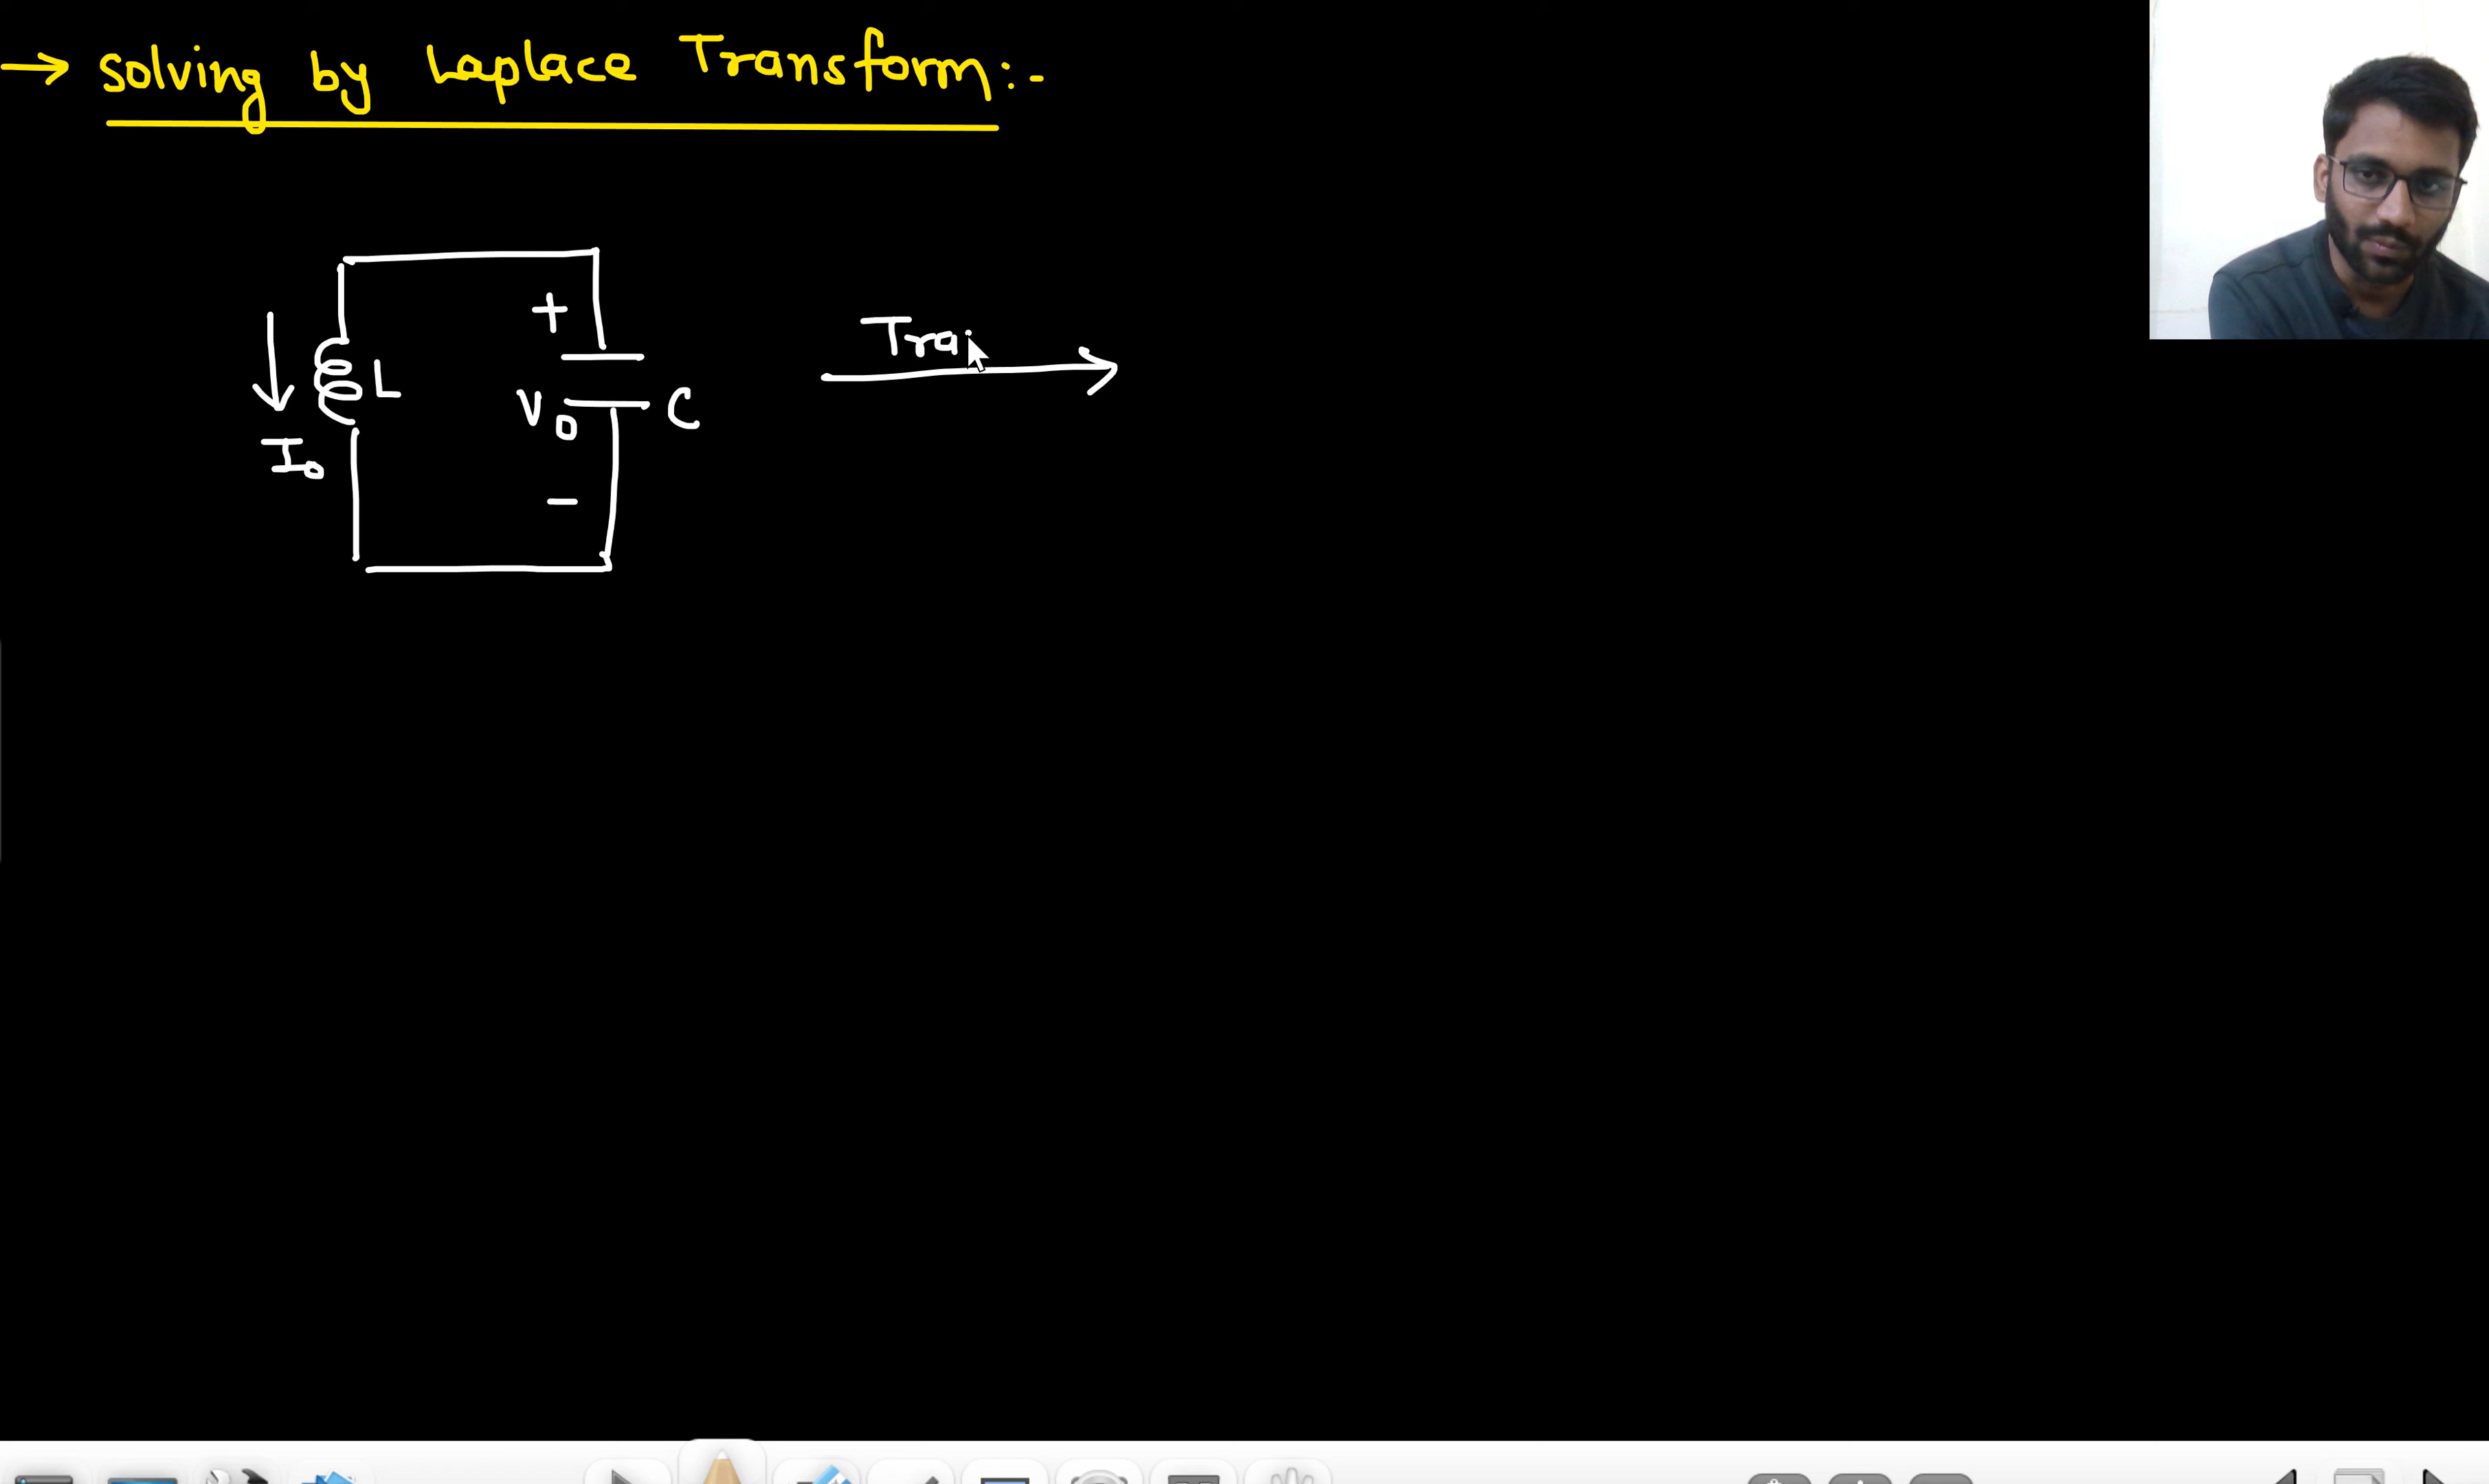 → Solving by Laplace Transform:-
+
Tra
L
V0
C
I0
-